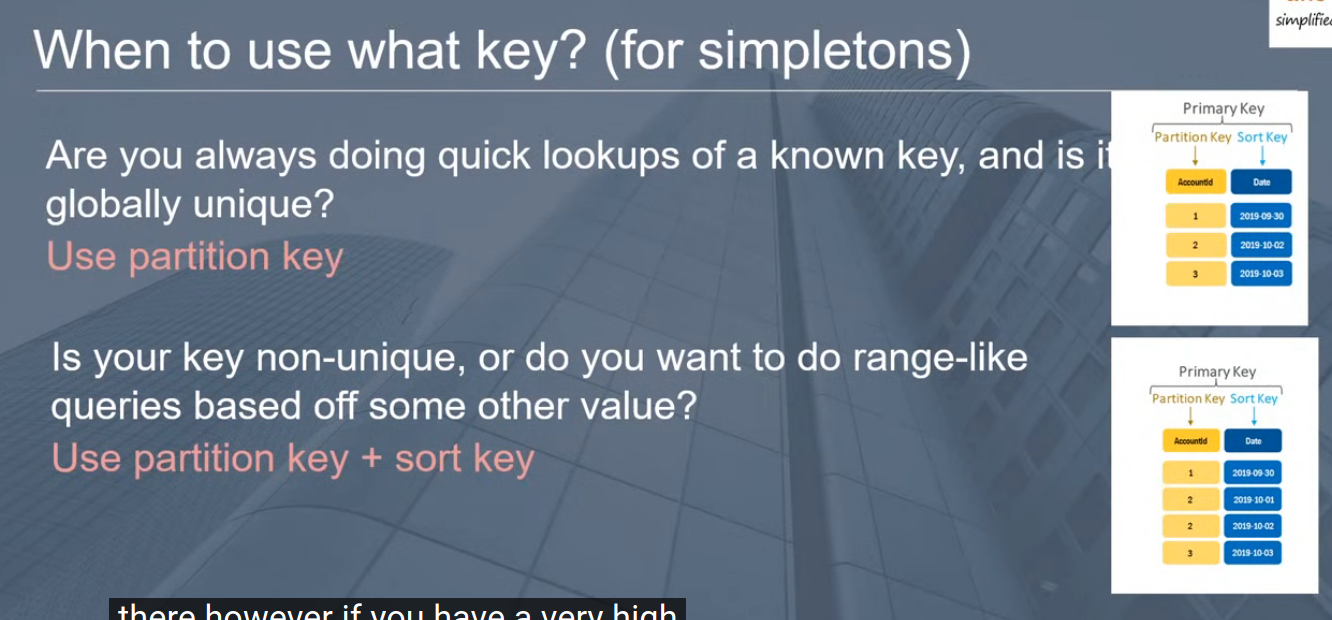 When to use what key? (for simpletons)
Are you always doing quick lookups of a known key, and is it
globally unique?
Use partition key
Is your key non-unique, or do you want to do range-like
queries based off some other value?
Use partition key + sort key
Primary Key
Partition Key Sort Key
AccountId Date
1 2019-09-30
2 2019-10-02
3 2019-10-03
Primary Key
Partition Key Sort Key
AccountId Date
1 2019-09-30
2 2019-10-01
2 2019-10-02
3 2019-10-03
there however if you have a very high